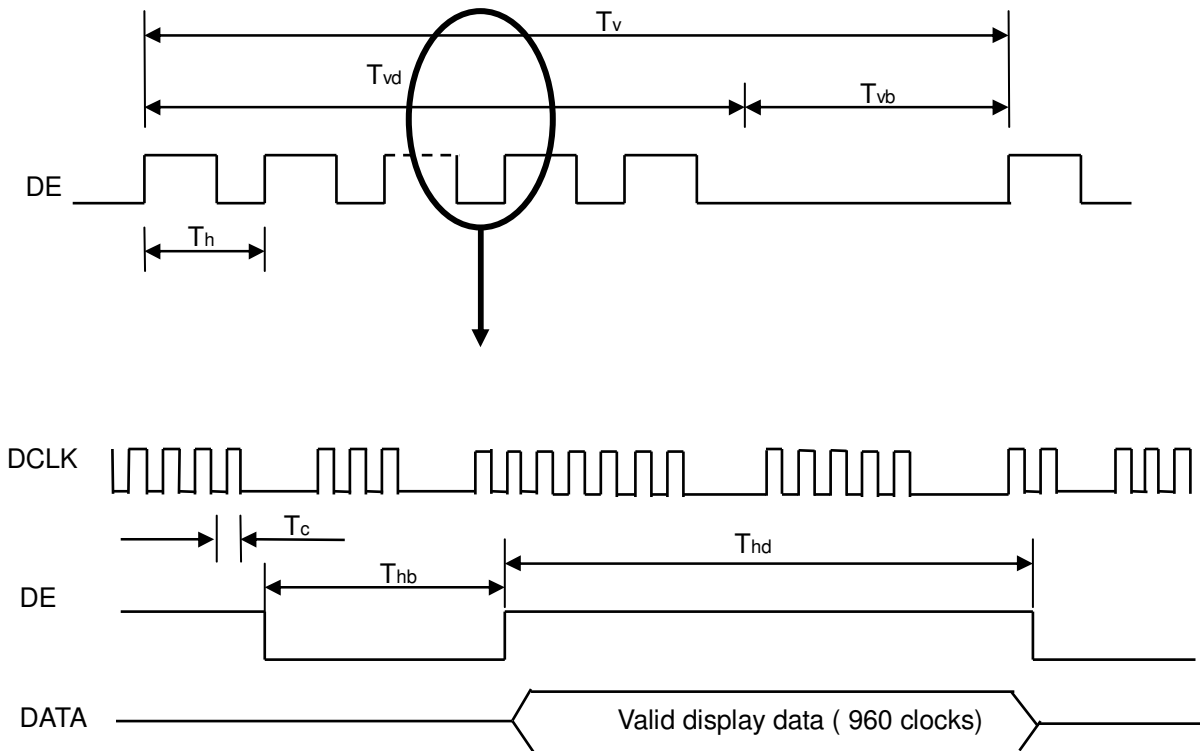 Tv
Tvd
Tvb
DE
Th
DCLK
Tc
Thd
Thb
DE
DATA
Valid display data ( 960 clocks)